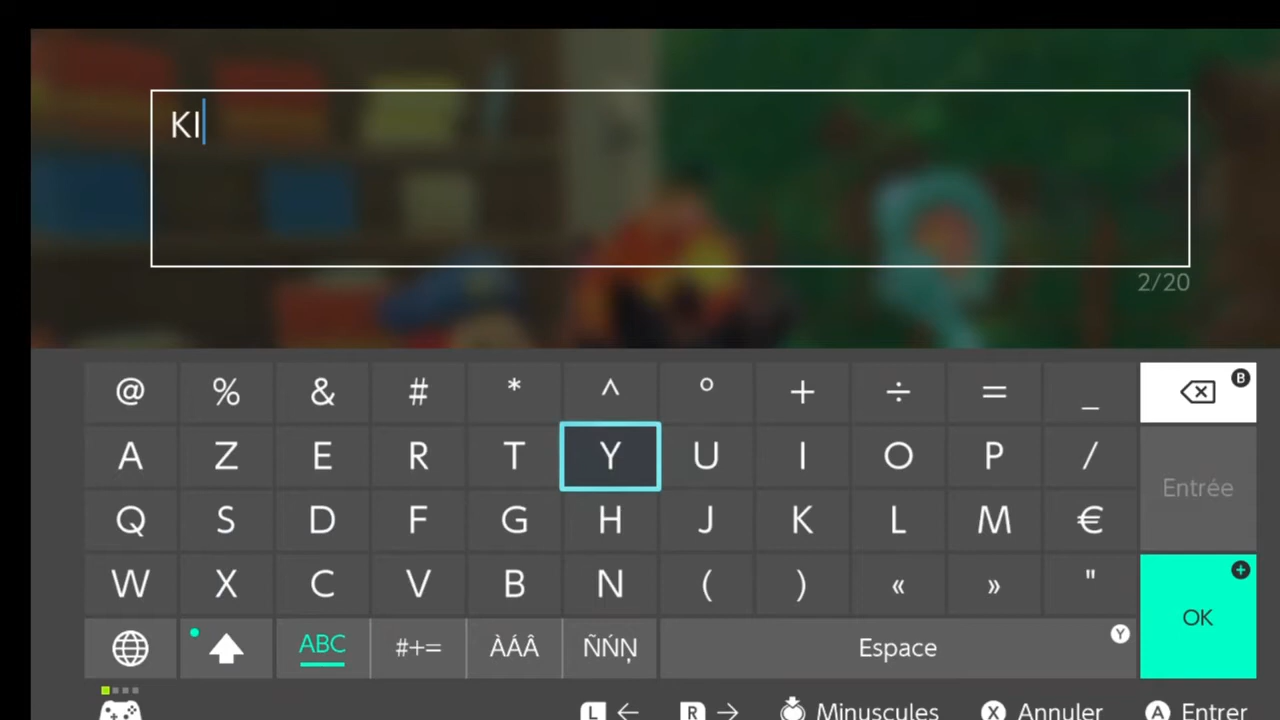 KI
2/20
@ % & # * ^ ° + ÷ = _ B
A Z E R T Y U I O P / Entrée
Q S D F G H J K L M €
W X C V B N ( ) « » " + OK
ABC #+= ÀÁÂ ÑŃŅ Espace Y
L ← R → Minuscules X Annuler A Entrer